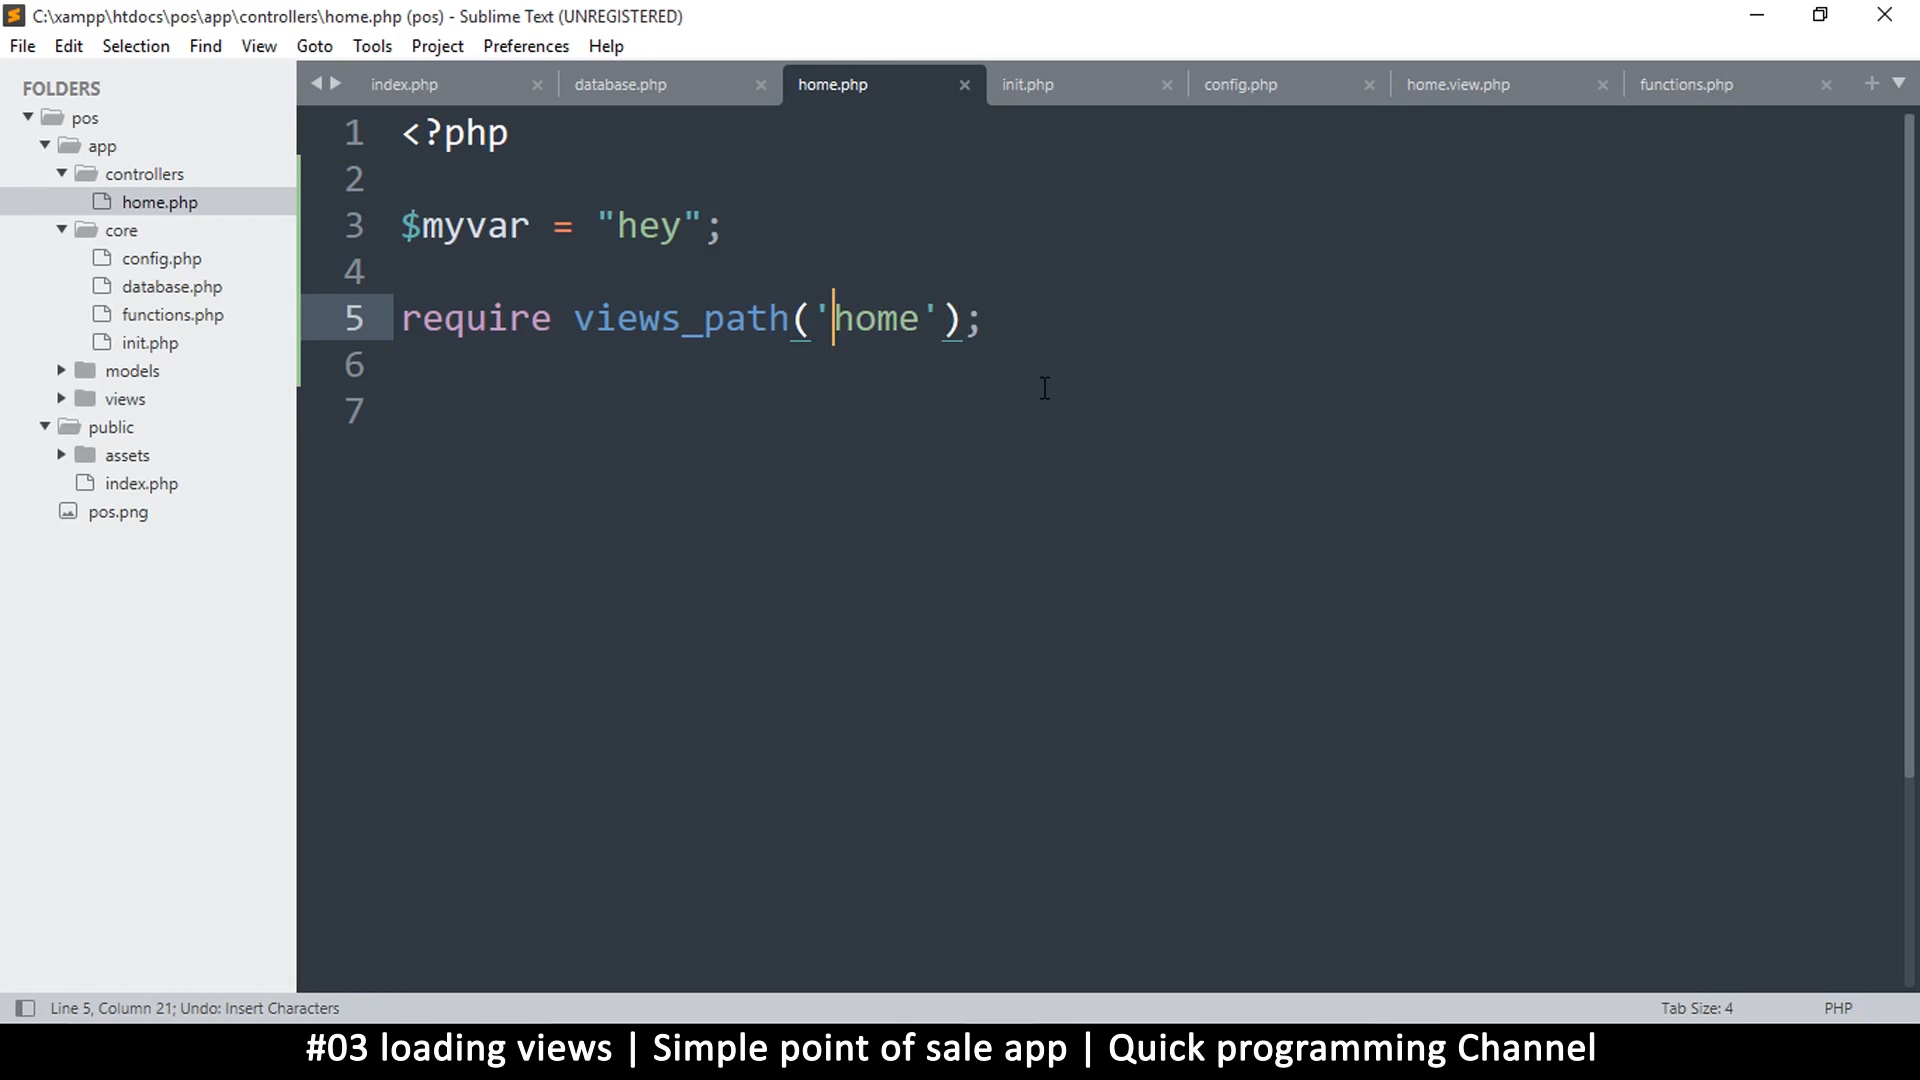 C:\xampp\htdocs\pos\app\controllers\home.php (pos) - Sublime Text (UNREGISTERED)
File Edit Selection Find View Goto Tools Project Preferences Help
FOLDERS
pos
app
controllers
home.php
core
config.php
database.php
functions.php
init.php
models
views
public
assets
index.php
pos.png
index.php database.php home.php init.php config.php home.view.php functions.php
1 <?php
2
3 $myvar = "hey";
4
5 require views_path('home');
6
7
Line 5, Column 21; Undo: Insert Characters
Tab Size: 4 PHP
#03 loading views | Simple point of sale app | Quick programming Channel